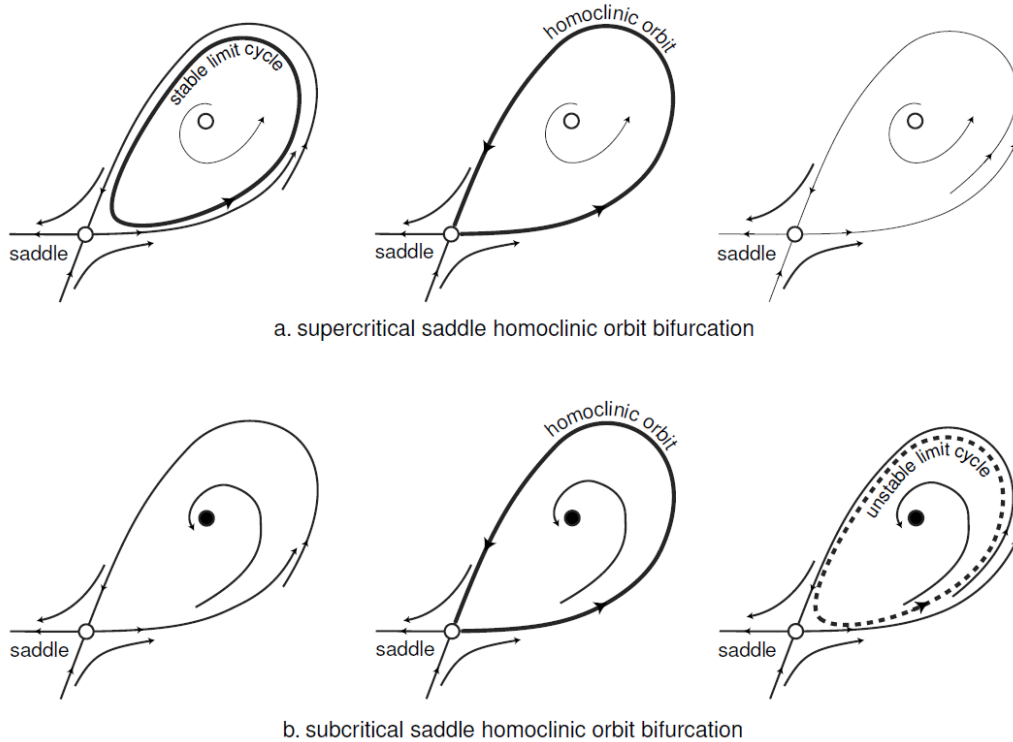 stable limit cycle
homoclinic orbit
saddle
saddle
saddle
a. supercritical saddle homoclinic orbit bifurcation
homoclinic orbit
unstable limit cycle
saddle
saddle
saddle
b. subcritical saddle homoclinic orbit bifurcation